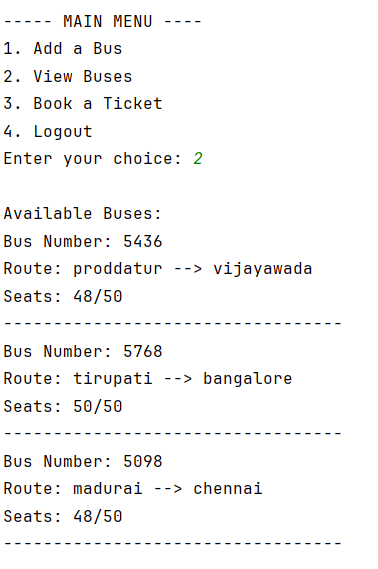 ----- MAIN MENU ----
1. Add a Bus
2. View Buses
3. Book a Ticket
4. Logout
Enter your choice: 2
Available Buses:
Bus Number: 5436
Route: proddatur --> vijayawada
Seats: 48/50
----------------------------------
Bus Number: 5768
Route: tirupati --> bangalore
Seats: 50/50
----------------------------------
Bus Number: 5098
Route: madurai --> chennai
Seats: 48/50
----------------------------------